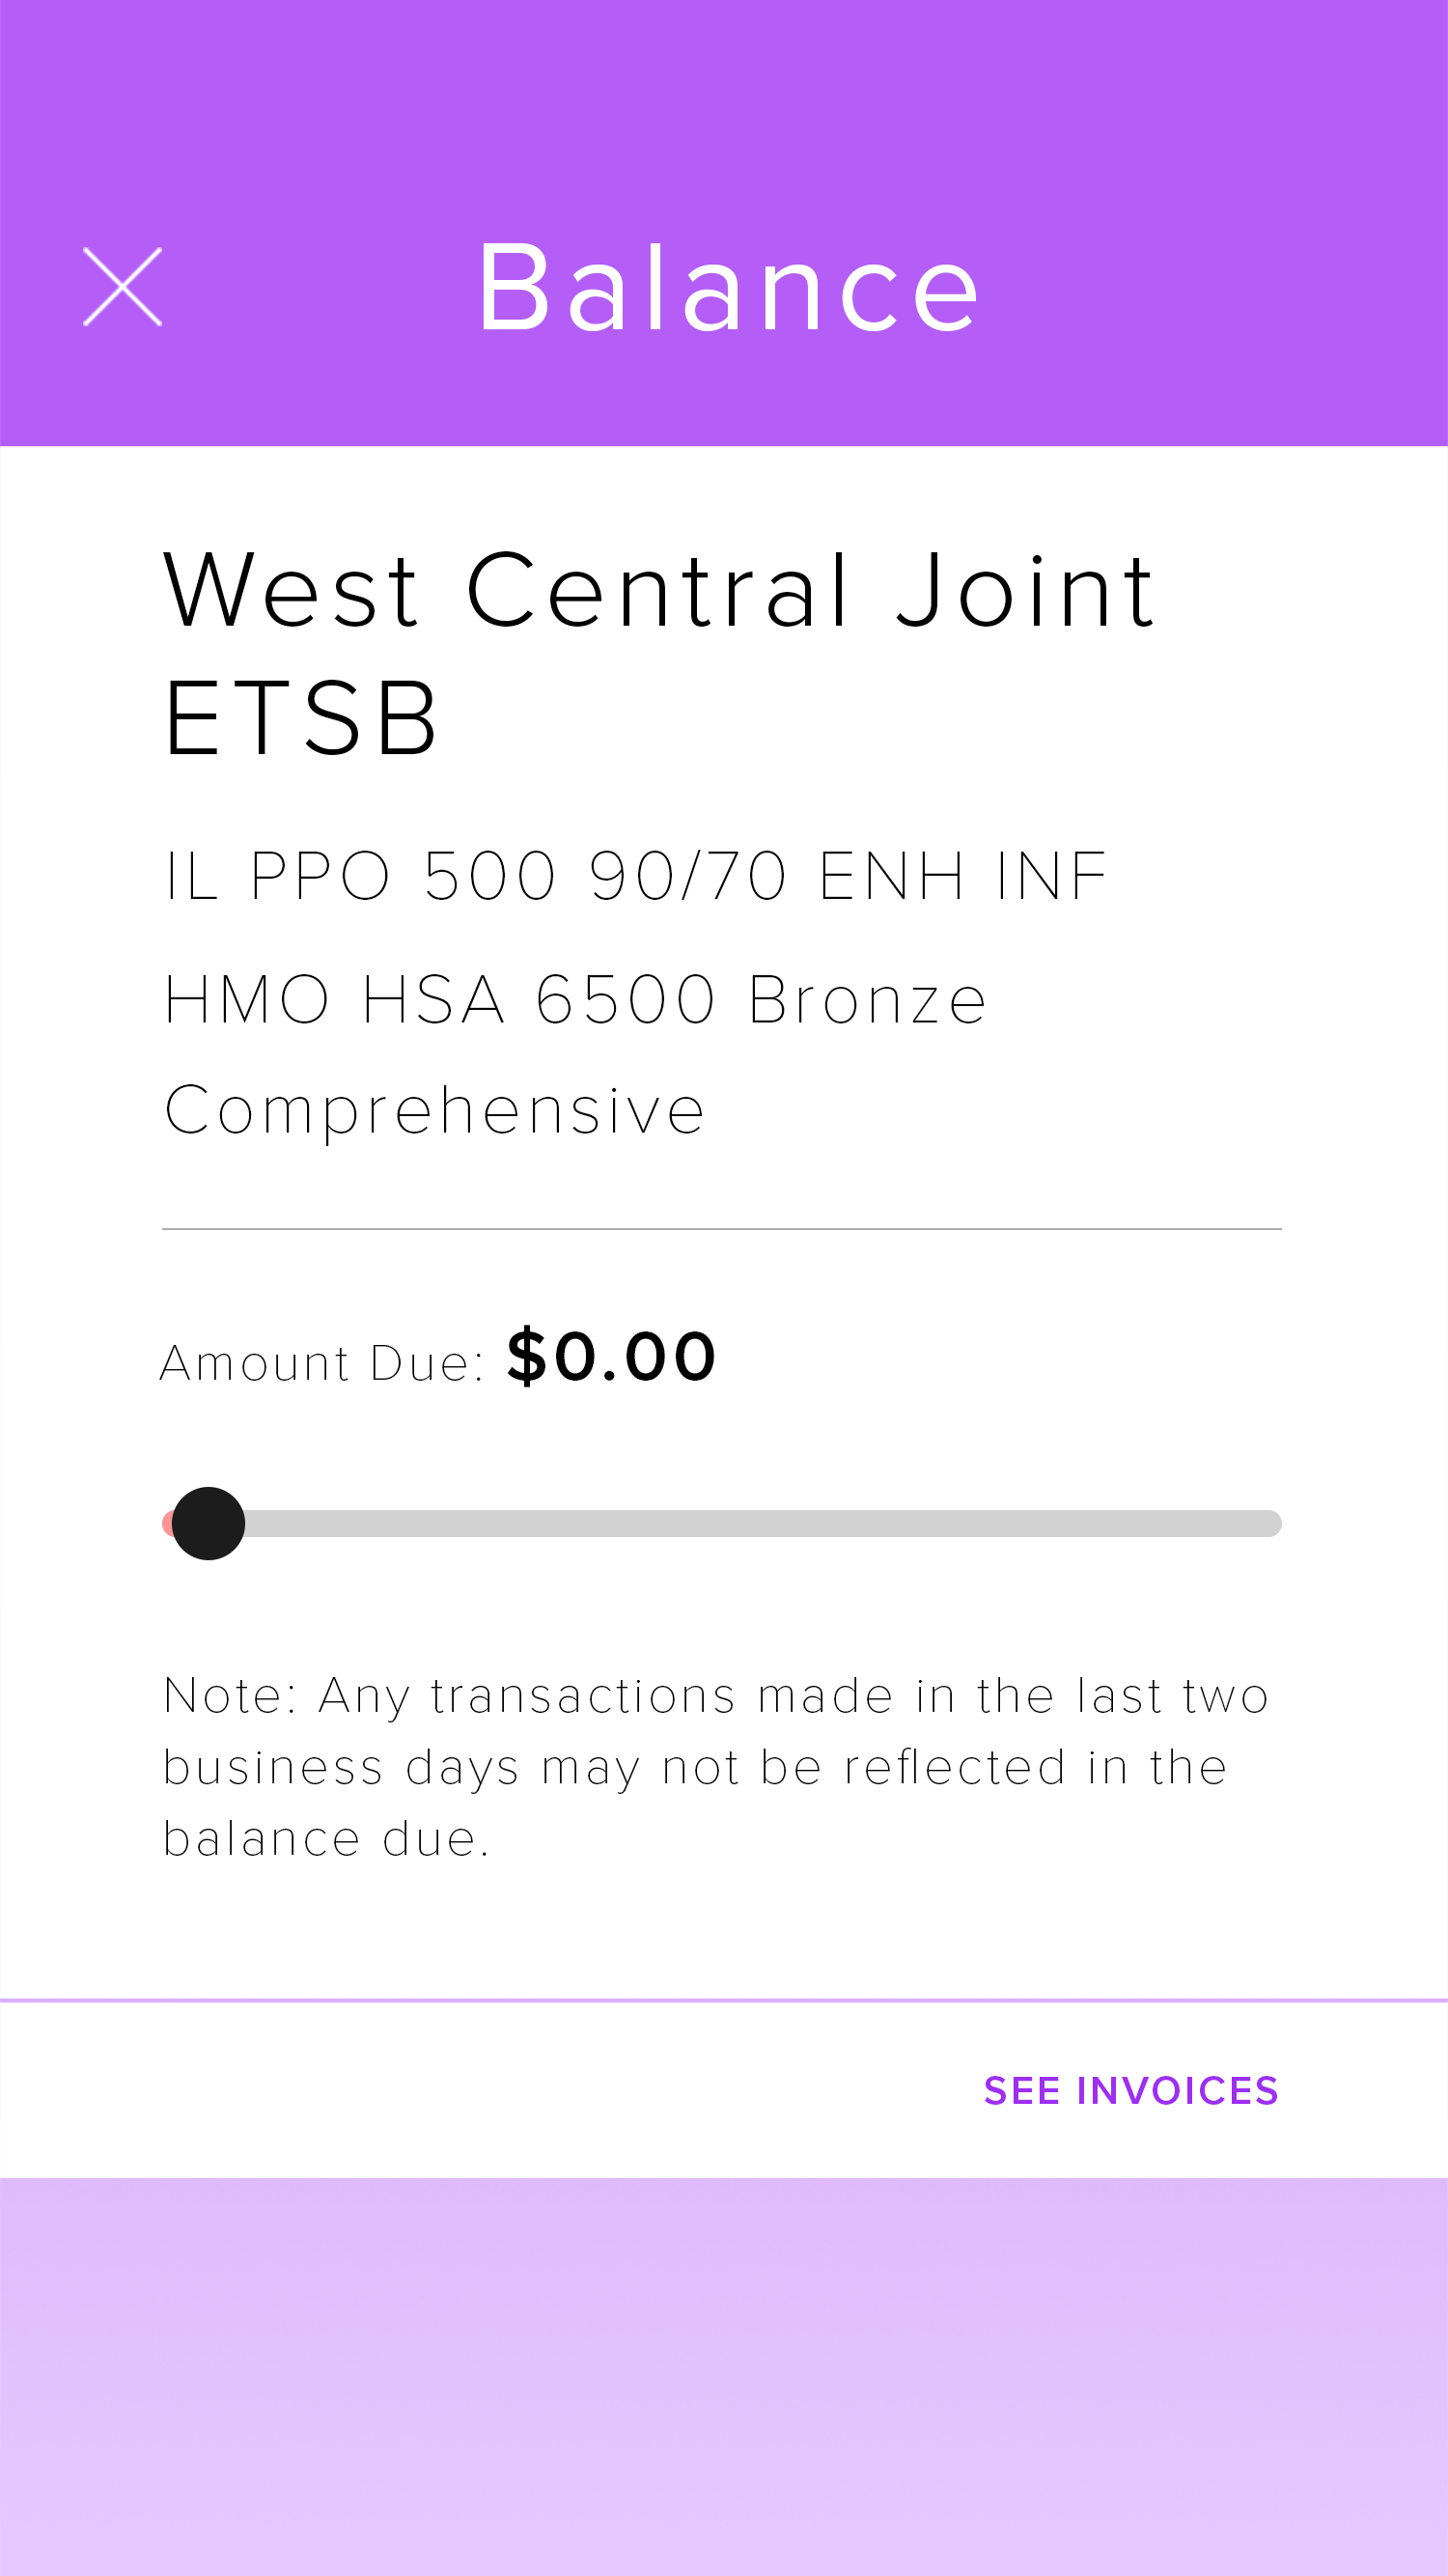 Balance
West Central Joint
ETSB
IL PPO 500 90/70 ENH INF
HMO HSA 6500 Bronze
Comprehensive
Amount Due: $0.00
Note: Any transactions made in the last two
business days may not be reflected in the
balance due.
SEE INVOICES